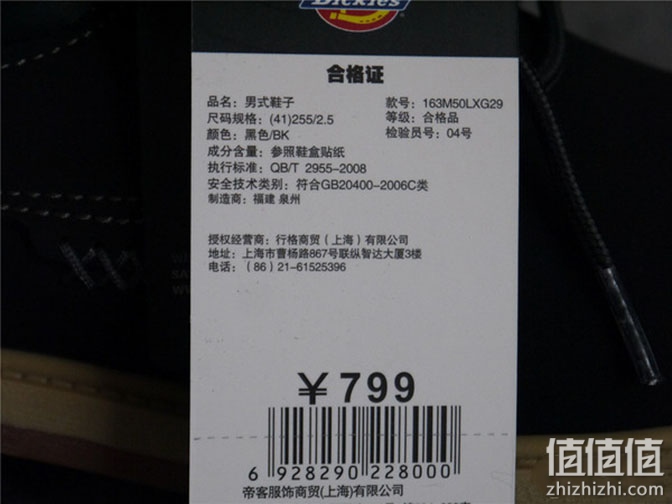 Dickies
合格证
品名：男式鞋子 款号：163M50LXG29
尺码规格：(41)255/2.5 等级：合格品
颜色：黑色/BK 检验员号：04号
成分含量：参照鞋盒贴纸
执行标准：QB/T 2955-2008
安全技术类别：符合GB20400-2006C类
制造商：福建 泉州
授权经营商：行格商贸（上海）有限公司
地址：上海市曹杨路867号联纵智达大厦3楼
电话：（86）21-61525396
￥799
6 928290 228000
帝客服饰商贸(上海)有限公司
值值值
zhizhizhi.com